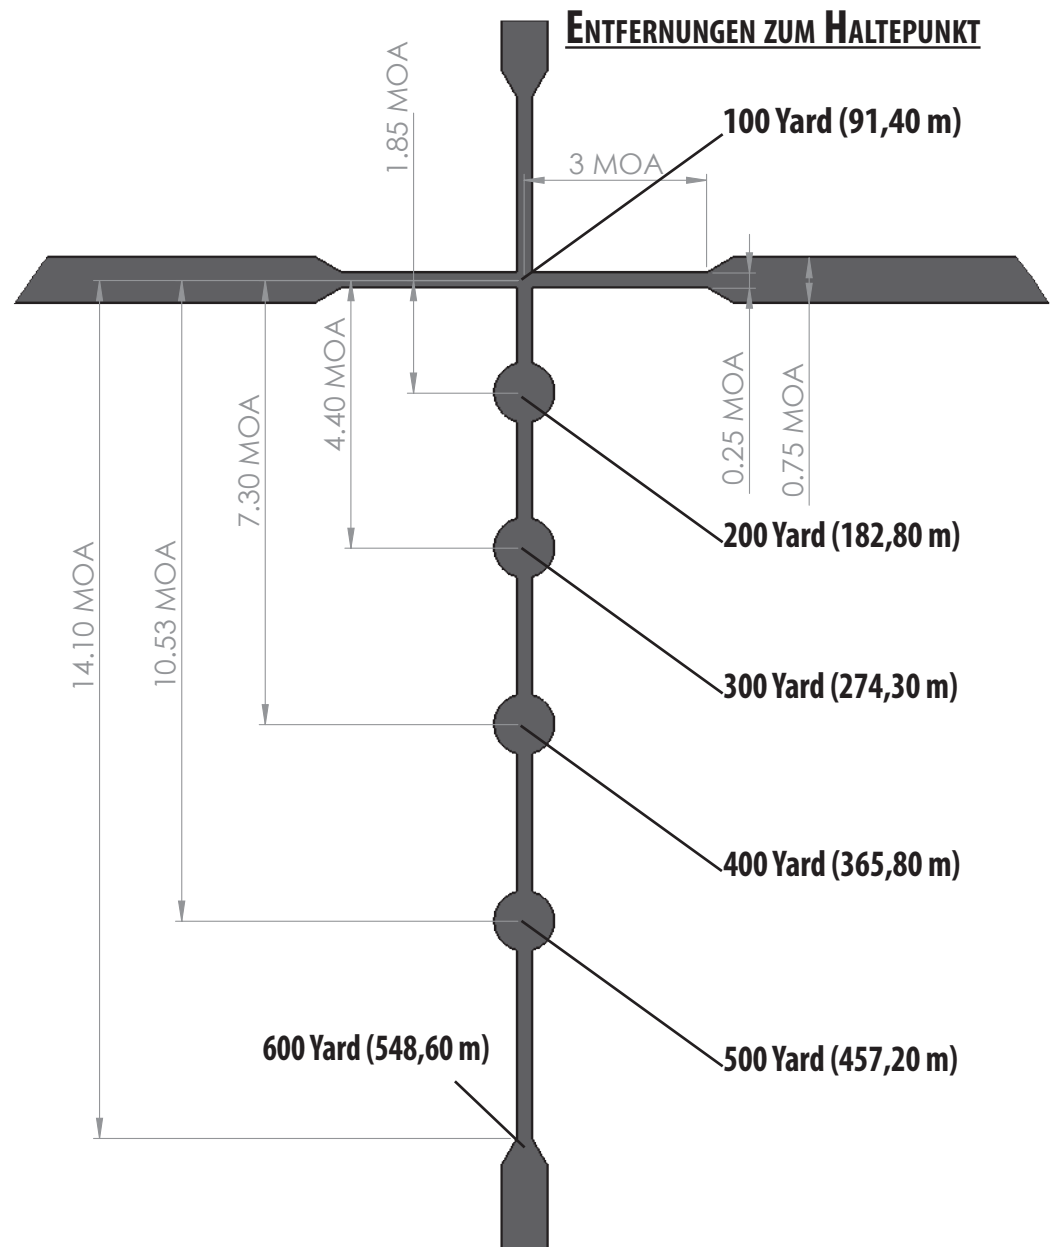 ENTFERNUNGEN ZUM HALTEPUNKT
1.85 MOA
100 Yard (91,40 m)
3 MOA
4.40 MOA
0.25 MOA
0.75 MOA
7.30 MOA
200 Yard (182,80 m)
14.10 MOA
10.53 MOA
300 Yard (274,30 m)
400 Yard (365,80 m)
600 Yard (548,60 m)
500 Yard (457,20 m)